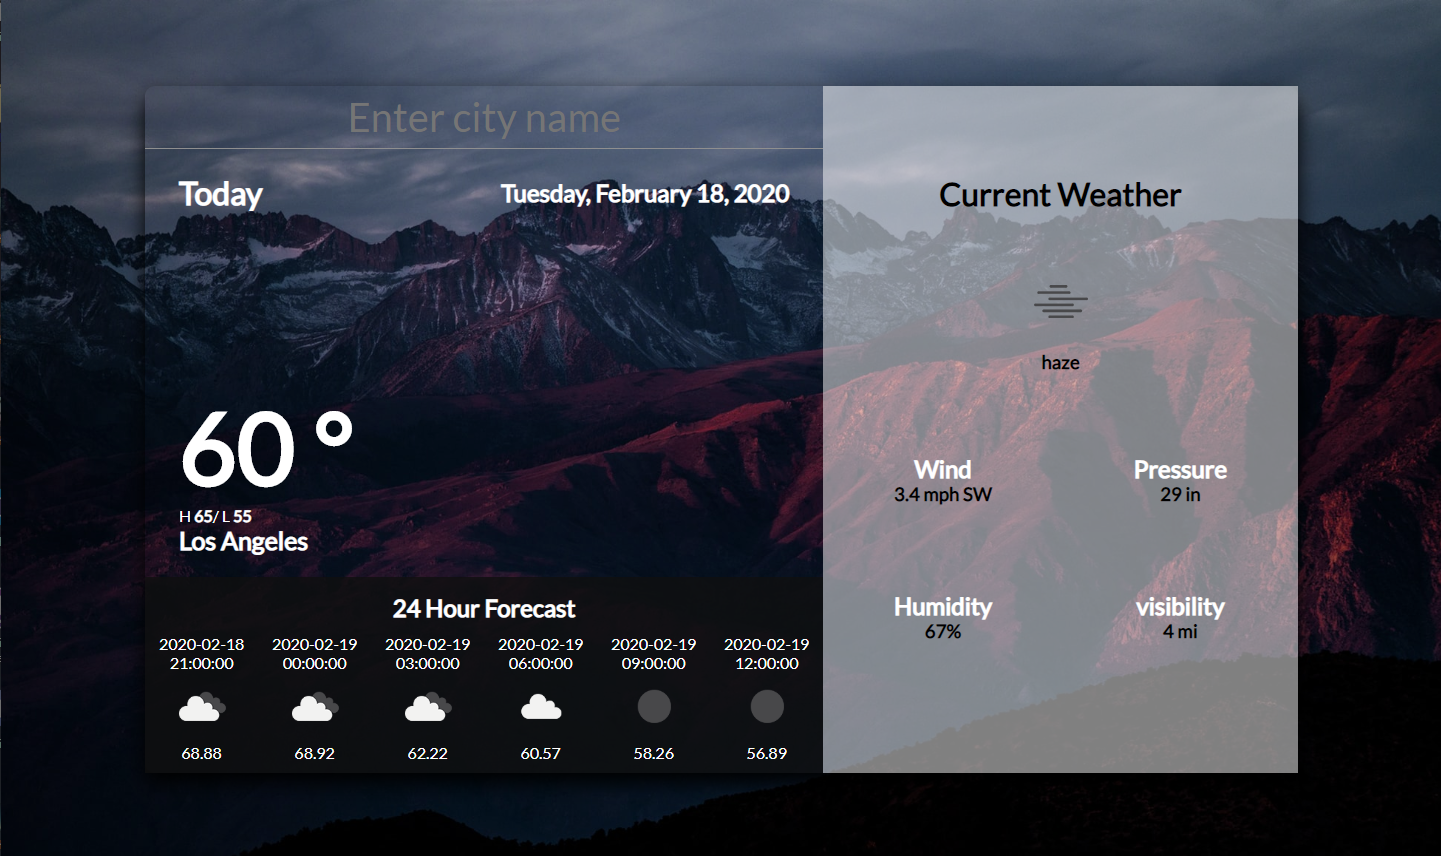 Enter city name
Today
Tuesday, February 18, 2020
60 °
H 65/ L 55
Los Angeles
24 Hour Forecast
2020-02-18 2020-02-19 2020-02-19 2020-02-19 2020-02-19 2020-02-19
21:00:00 00:00:00 03:00:00 06:00:00 09:00:00 12:00:00
68.88 68.92 62.22 60.57 58.26 56.89
Current Weather
haze
Wind Pressure
3.4 mph SW 29 in
Humidity visibility
67% 4 mi